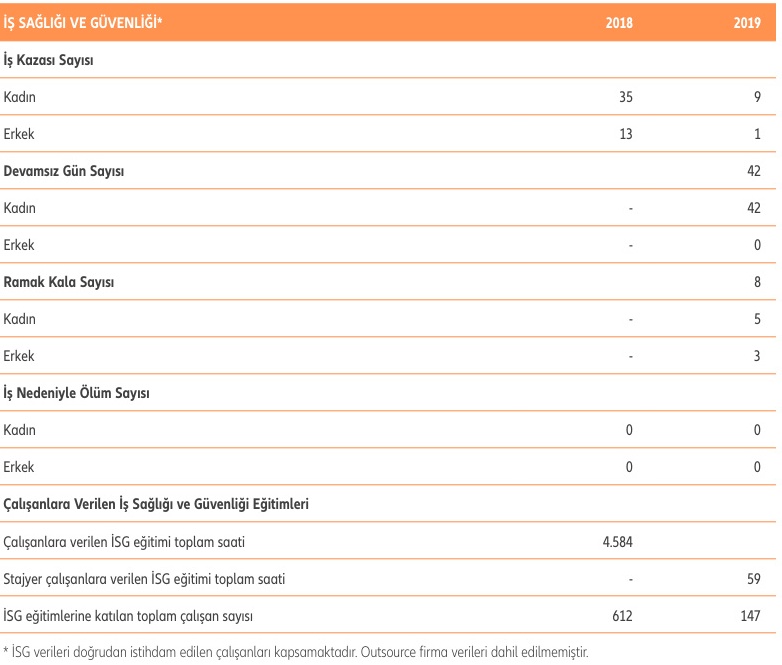 İŞ SAĞLIĞI VE GÜVENLİĞİ* 2018 2019
İş Kazası Sayısı
Kadın 35 9
Erkek 13 1
Devamsız Gün Sayısı 42
Kadın - 42
Erkek - 0
Ramak Kala Sayısı 8
Kadın - 5
Erkek - 3
İş Nedeniyle Ölüm Sayısı
Kadın 0 0
Erkek 0 0
Çalışanlara Verilen İş Sağlığı ve Güvenliği Eğitimleri
Çalışanlara verilen İSG eğitimi toplam saati 4.584
Stajyer çalışanlara verilen İSG eğitimi toplam saati - 59
İSG eğitimlerine katılan toplam çalışan sayısı 612 147
* İSG verileri doğrudan istihdam edilen çalışanları kapsamaktadır. Outsource firma verileri dahil edilmemiştir.